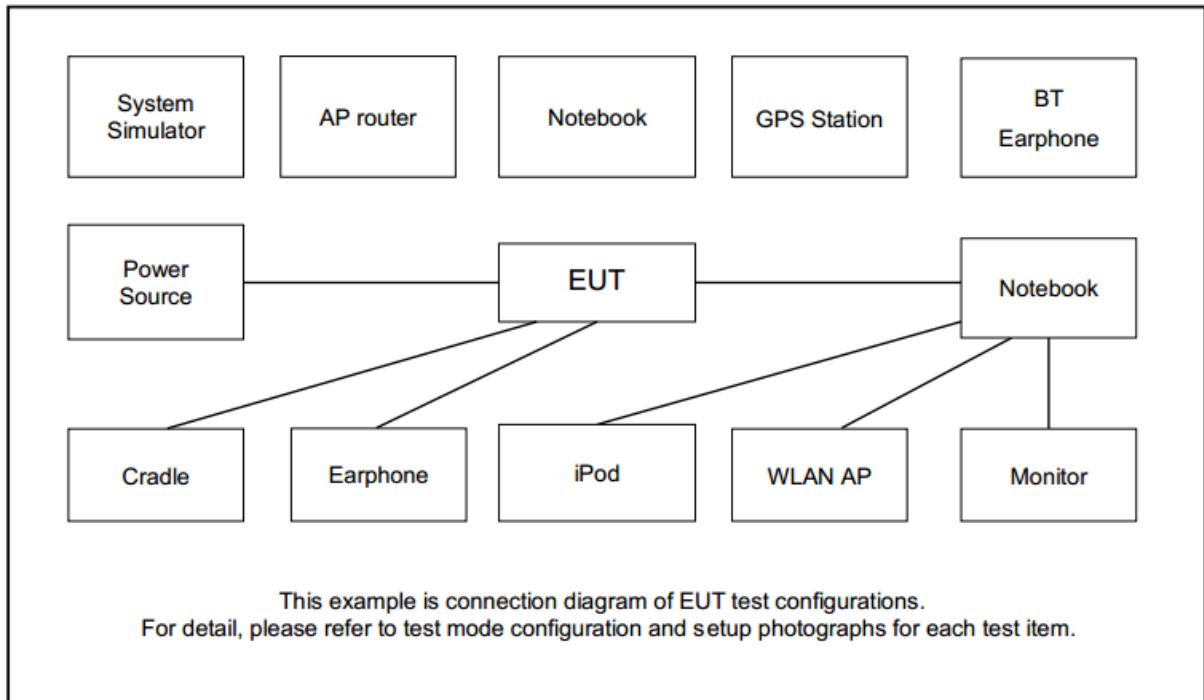 System
Simulator
AP router
Notebook
GPS Station
BT
Earphone
Power
Source
EUT
Notebook
Cradle
Earphone
iPod
WLAN AP
Monitor
This example is connection diagram of EUT test configurations.
For detail, please refer to test mode configuration and setup photographs for each test item.